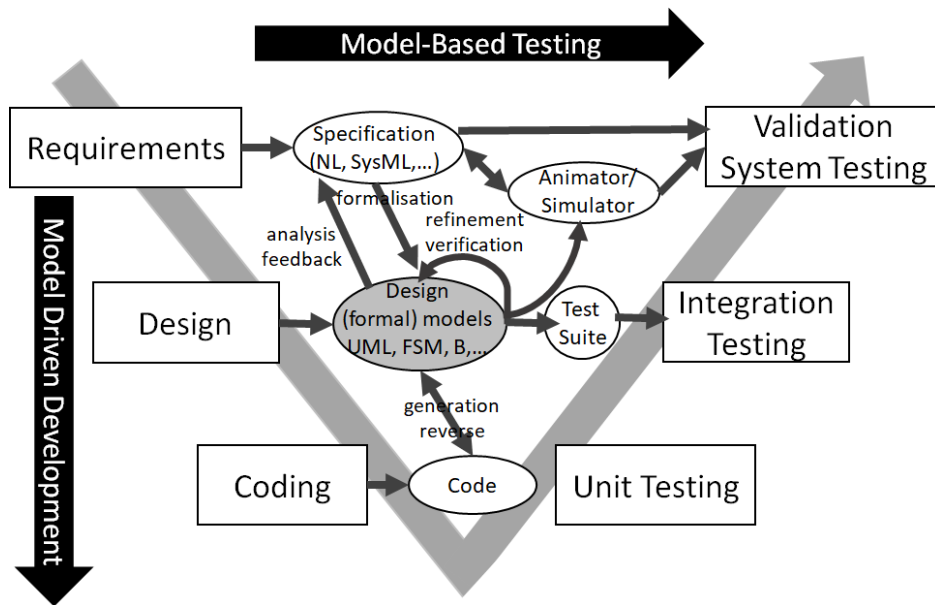 Model-Based Testing
Requirements
Specification
(NL, SysML,...)
Validation
System Testing
Animator/
Simulator
formalisation
refinement
verification
analysis
feedback
Model Driven Development
Design
Design
(formal) models
UML, FSM, B,...
Test
Suite
Integration
Testing
generation
reverse
Coding
Code
Unit Testing